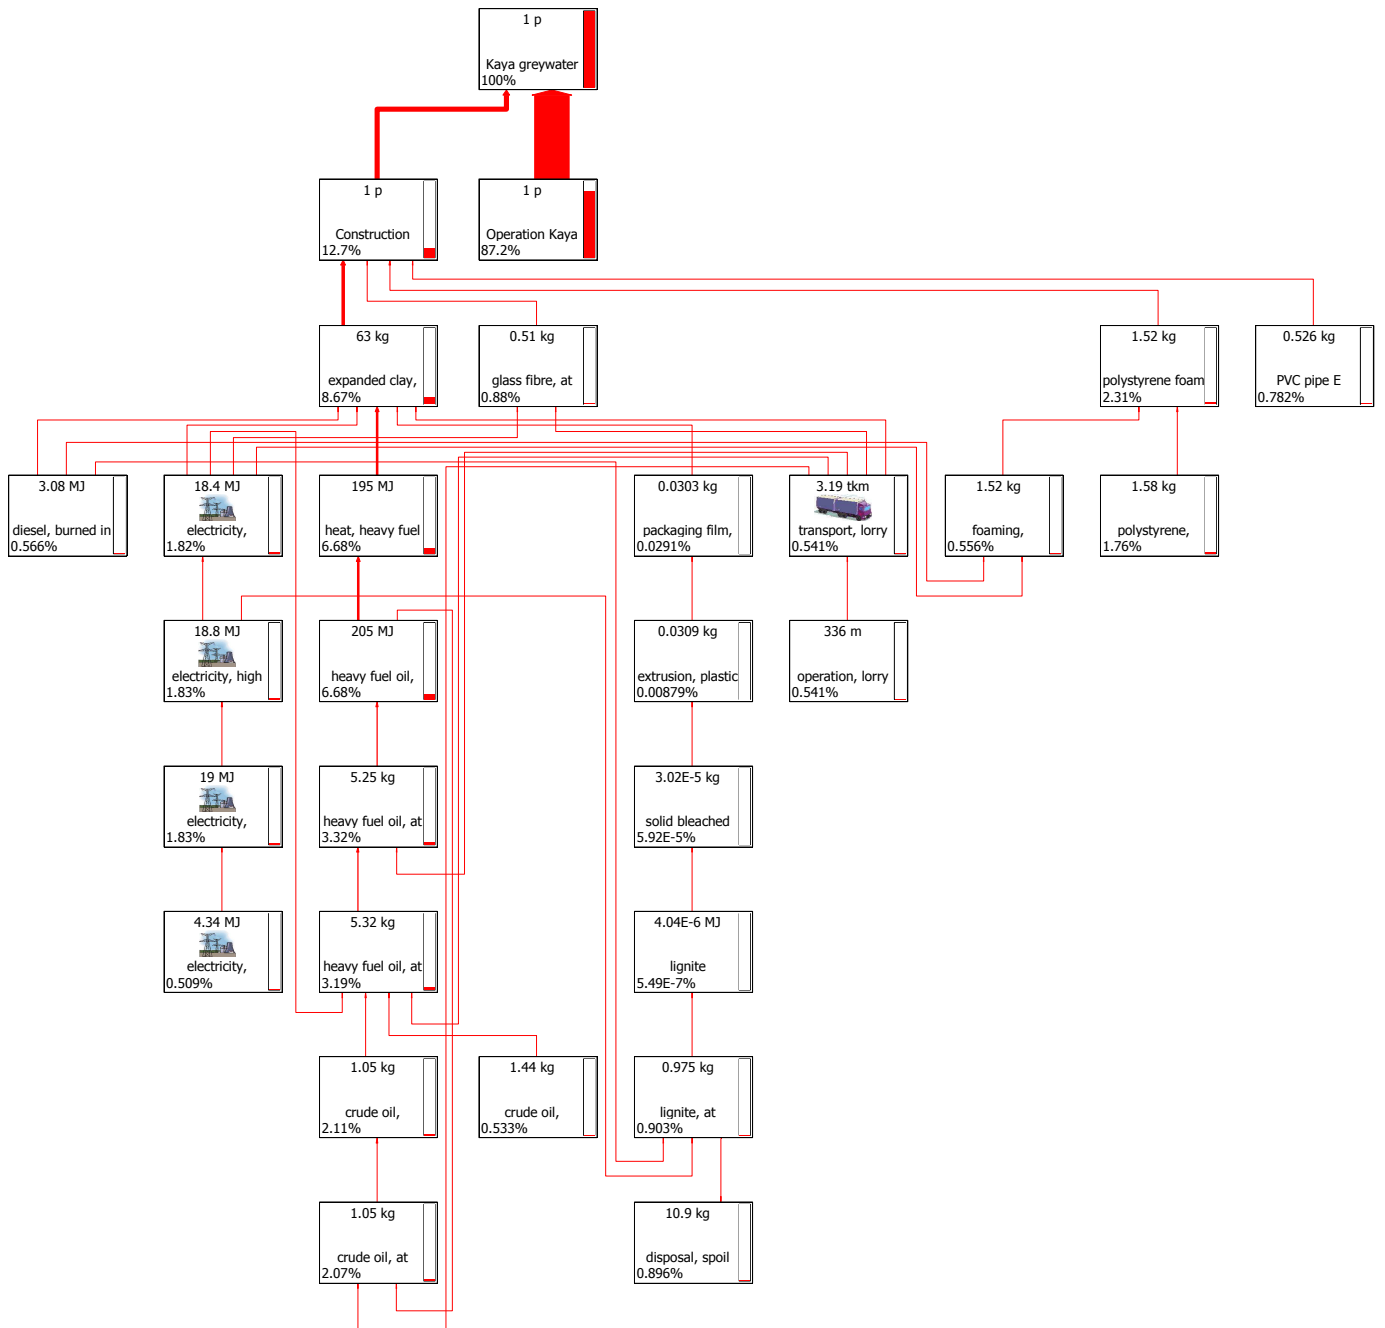 1 p
Kaya greywater
100%
1 p
Construction
12.7%
1 p
Operation Kaya
87.2%
63 kg
expanded clay,
8.67%
0.51 kg
glass fibre, at
0.88%
1.52 kg
polystyrene foam
2.31%
0.526 kg
PVC pipe E
0.782%
3.08 MJ
diesel, burned in
0.566%
18.4 MJ
electricity,
1.82%
195 MJ
heat, heavy fuel
6.68%
0.0303 kg
packaging film,
0.0291%
3.19 tkm
transport, lorry
0.541%
1.52 kg
foaming,
0.556%
1.58 kg
polystyrene,
1.76%
18.8 MJ
electricity, high
1.83%
205 MJ
heavy fuel oil,
6.68%
0.0309 kg
extrusion, plastic
0.00879%
336 m
operation, lorry
0.541%
19 MJ
electricity,
1.83%
5.25 kg
heavy fuel oil, at
3.32%
3.02E-5 kg
solid bleached
5.92E-5%
4.34 MJ
electricity,
0.509%
5.32 kg
heavy fuel oil, at
3.19%
4.04E-6 MJ
lignite
5.49E-7%
1.05 kg
crude oil,
2.11%
1.44 kg
crude oil,
0.533%
0.975 kg
lignite, at
0.903%
1.05 kg
crude oil, at
2.07%
10.9 kg
disposal, spoil
0.896%